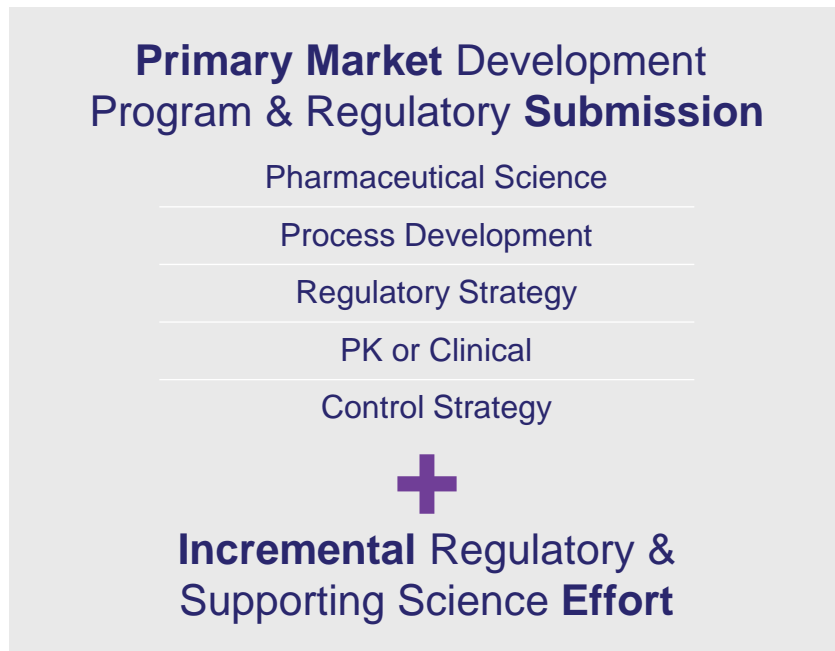 Primary Market Development
Program & Regulatory Submission
Pharmaceutical Science
Process Development
Regulatory Strategy
PK or Clinical
Control Strategy
+
Incremental Regulatory &
Supporting Science Effort